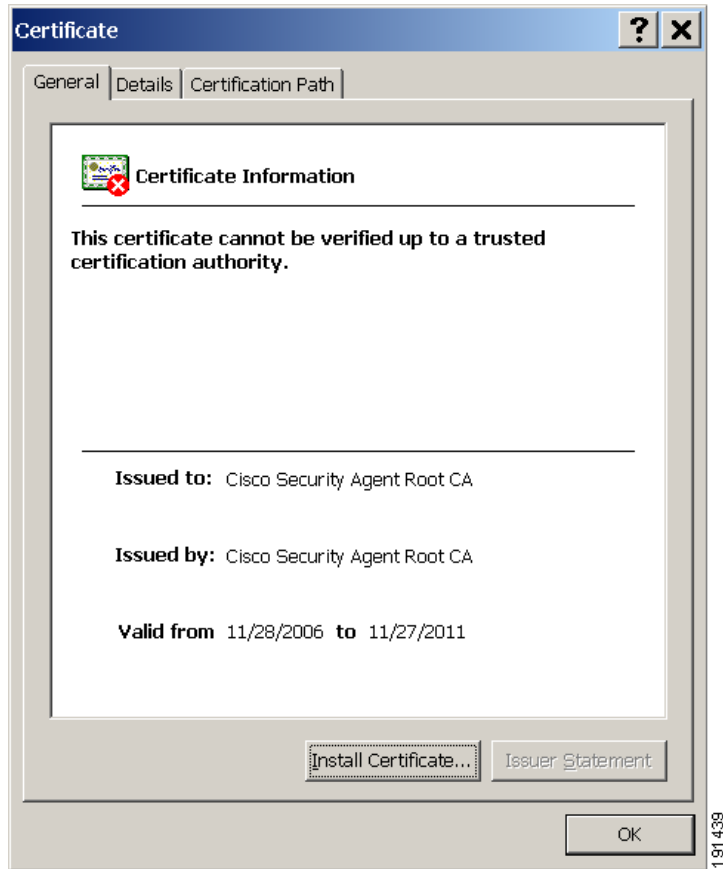 Certificate
General
Details
Certification Path
Certificate Information
This certificate cannot be verified up to a trusted
certification authority.
Issued to: Cisco Security Agent Root CA
Issued by: Cisco Security Agent Root CA
Valid from 11/28/2006 to 11/27/2011
Install Certificate...
Issuer Statement
OK
191439